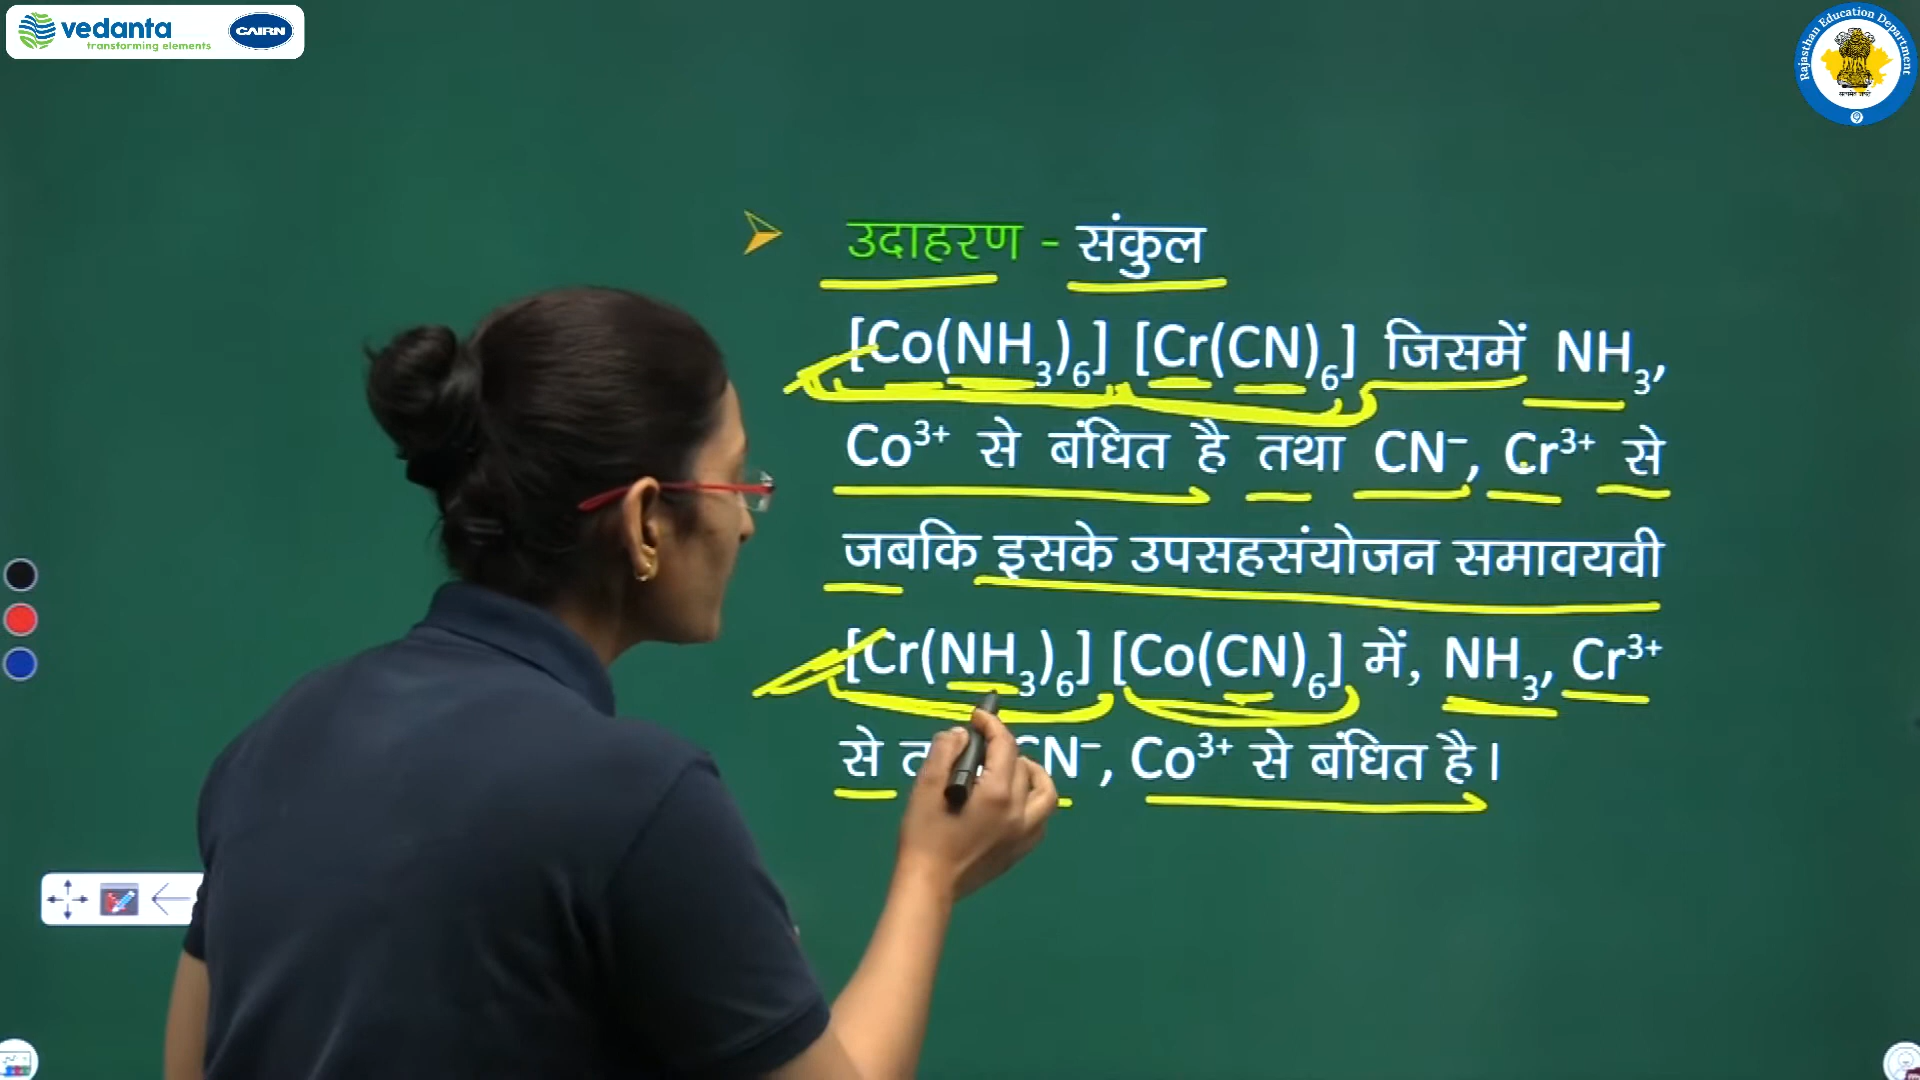 vedanta
transforming elements
CAIRN
Rajasthan Education Department
उदाहरण - संकुल
[Co(NH₃)₆] [Cr(CN)₆] जिसमें NH₃,
Co³⁺ से बंधित है तथा CN⁻, Cr³⁺ से
जबकि इसके उपसहसंयोजन समावयवी
[Cr(NH₃)₆] [Co(CN)₆] में, NH₃, Cr³⁺
से CN⁻, Co³⁺ से बंधित है।